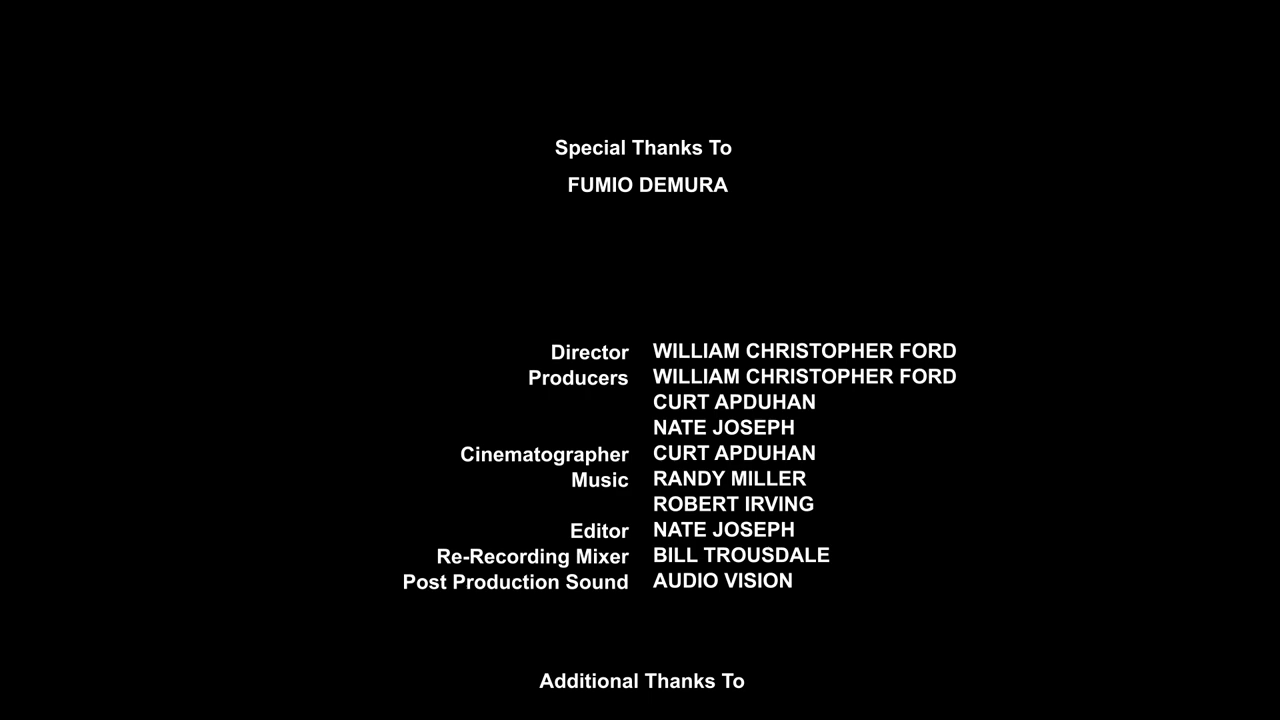 Special Thanks To
FUMIO DEMURA
Director WILLIAM CHRISTOPHER FORD
Producers WILLIAM CHRISTOPHER FORD
CURT APDUHAN
NATE JOSEPH
Cinematographer CURT APDUHAN
Music RANDY MILLER
ROBERT IRVING
Editor NATE JOSEPH
Re-Recording Mixer BILL TROUSDALE
Post Production Sound AUDIO VISION
Additional Thanks To